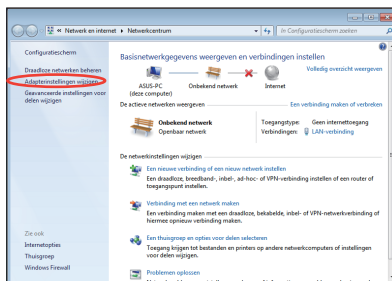 « Netwerk en internet ▸ Netwerkcentrum
In Configuratiescherm zoeken
Configuratiescherm
Draadloze netwerken beheren
Adapterinstellingen wijzigen
Geavanceerde instellingen voor
delen wijzigen
Zie ook
Internetopties
Thuisgroep
Windows Firewall
Basisnetwerkgegevens weergeven en verbindingen instellen
Volledig overzicht weergeven
ASUS-PC
(deze computer)
Onbekend netwerk
Internet
De actieve netwerken weergeven
Een verbinding maken of verbreken
Onbekend netwerk
Openbaar netwerk
Toegangstype: Geen internettoegang
Verbindingen: LAN-verbinding
De netwerkinstellingen wijzigen
Een nieuwe verbinding of een nieuw netwerk instellen
Een draadloze, breedband-, inbel-, ad-hoc- of VPN-verbinding instellen of een router of
toegangspunt instellen.
Verbinding met een netwerk maken
Een verbinding maken met een draadloze, bekabelde, inbel- of VPN-netwerkverbinding of
hiermee opnieuw verbinding maken.
Een thuisgroep en opties voor delen selecteren
Toegang krijgen tot bestanden en printers op andere netwerkcomputers of instellingen
voor delen wijzigen.
Problemen oplossen